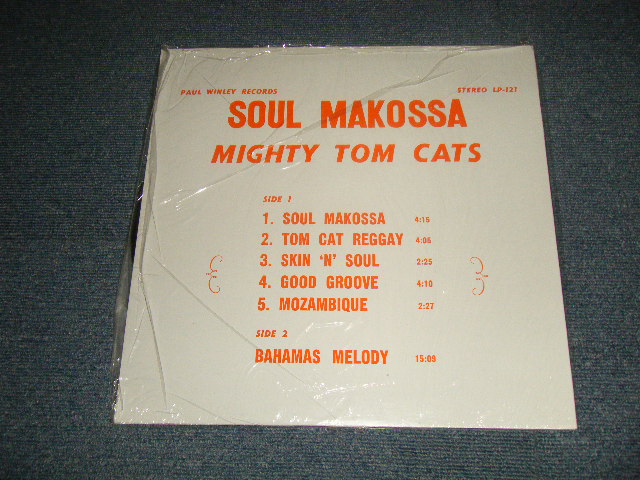 PAUL WINLEY RECORDS STEREO LP-121
SOUL MAKOSSA
MIGHTY TOM CATS
SIDE 1
1. SOUL MAKOSSA 4:15
2. TOM CAT REGGAY 4:05
3. SKIN 'N' SOUL 2:25
4. GOOD GROOVE 4:10
5. MOZAMBIQUE 2:27
SIDE 2
BAHAMAS MELODY 15:09